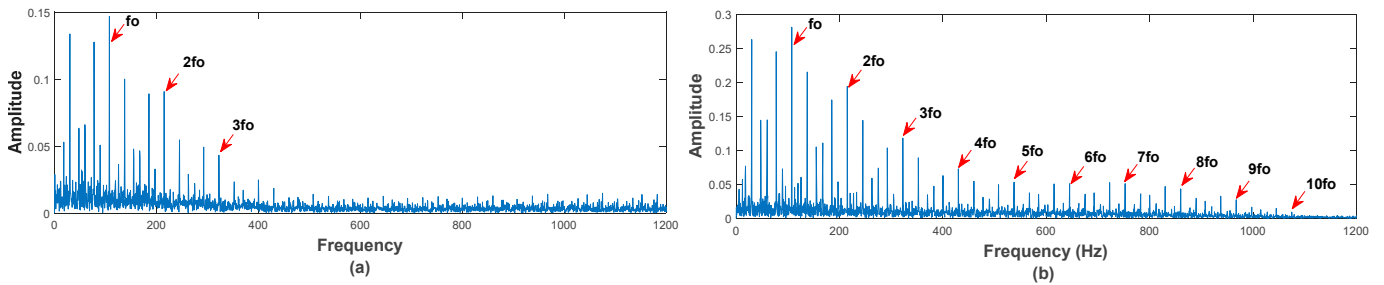 0.15
0.1
0.05
0
Amplitude
fo
2fo
3fo
0 200 400 600 800 1000 1200
Frequency
(a)
0.3
0.25
0.2
0.15
0.1
0.05
0
Amplitude
fo
2fo
3fo
4fo
5fo
6fo
7fo
8fo
9fo
10fo
0 200 400 600 800 1000 1200
Frequency (Hz)
(b)